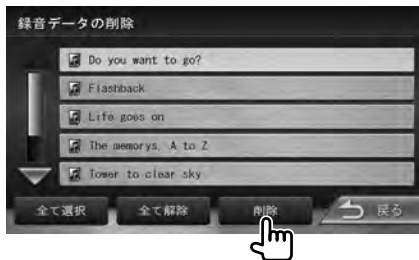 録音データの削除
Do you want to go?
Flashback
Life goes on
The memorys. A to Z
Tower to clear sky
全て選択 全て解除 削除 戻る